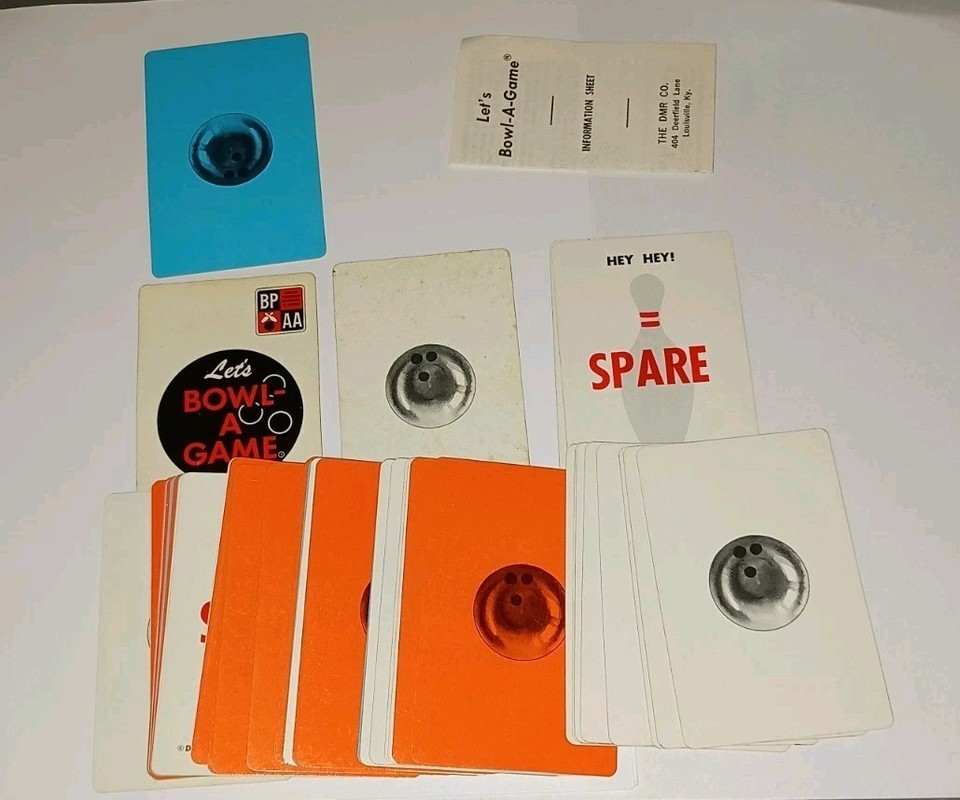 Let's
Bowl-A-Game®
INFORMATION SHEET
THE DMR CO.
404 Deerfield Lane
Louisville, Ky.
BP
AA
Let's
BOWL-
A
GAME
HEY HEY!
SPARE
S
© D